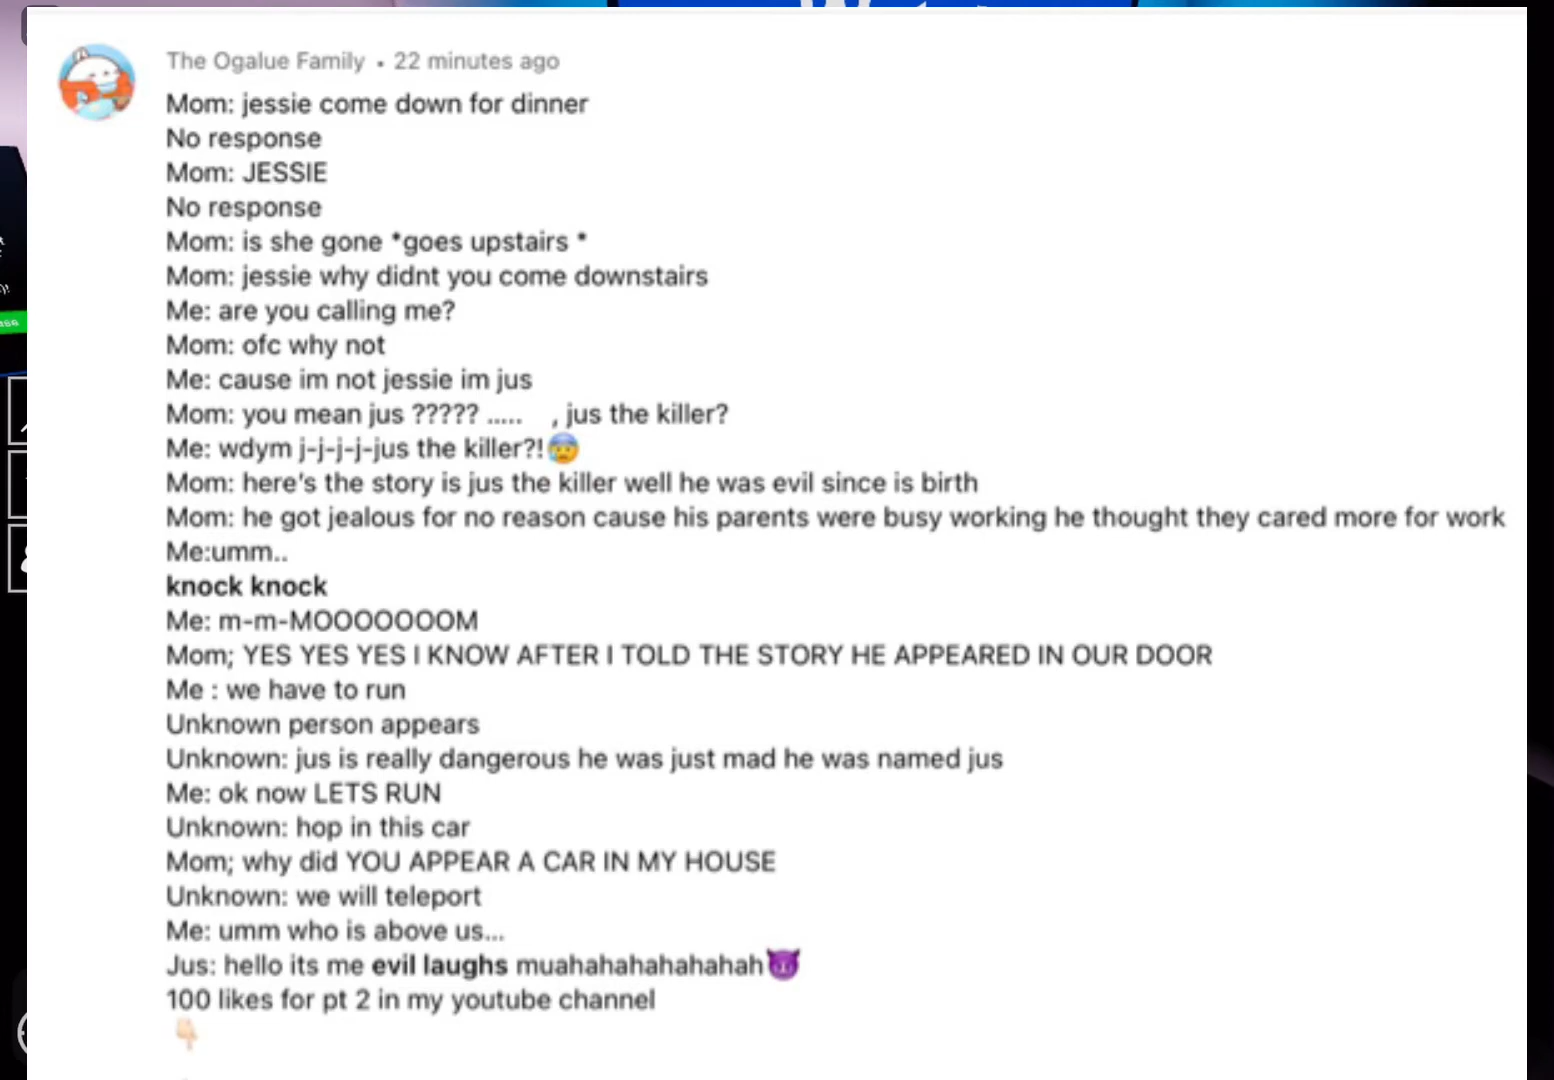 The Ogalue Family • 22 minutes ago
Mom: jessie come down for dinner
No response
Mom: JESSIE
No response
Mom: is she gone *goes upstairs *
Mom: jessie why didnt you come downstairs
Me: are you calling me?
Mom: ofc why not
Me: cause im not jessie im jus
Mom: you mean jus ????? ..... , jus the killer?
Me: wdym j-j-j-j-jus the killer?!😰
Mom: here's the story is jus the killer well he was evil since is birth
Mom: he got jealous for no reason cause his parents were busy working he thought they cared more for work
Me:umm..
knock knock
Me: m-m-MOOOOOOOM
Mom; YES YES YES I KNOW AFTER I TOLD THE STORY HE APPEARED IN OUR DOOR
Me : we have to run
Unknown person appears
Unknown: jus is really dangerous he was just mad he was named jus
Me: ok now LETS RUN
Unknown: hop in this car
Mom; why did YOU APPEAR A CAR IN MY HOUSE
Unknown: we will teleport
Me: umm who is above us...
Jus: hello its me evil laughs muahahahahahahah😈
100 likes for pt 2 in my youtube channel
👇🏻